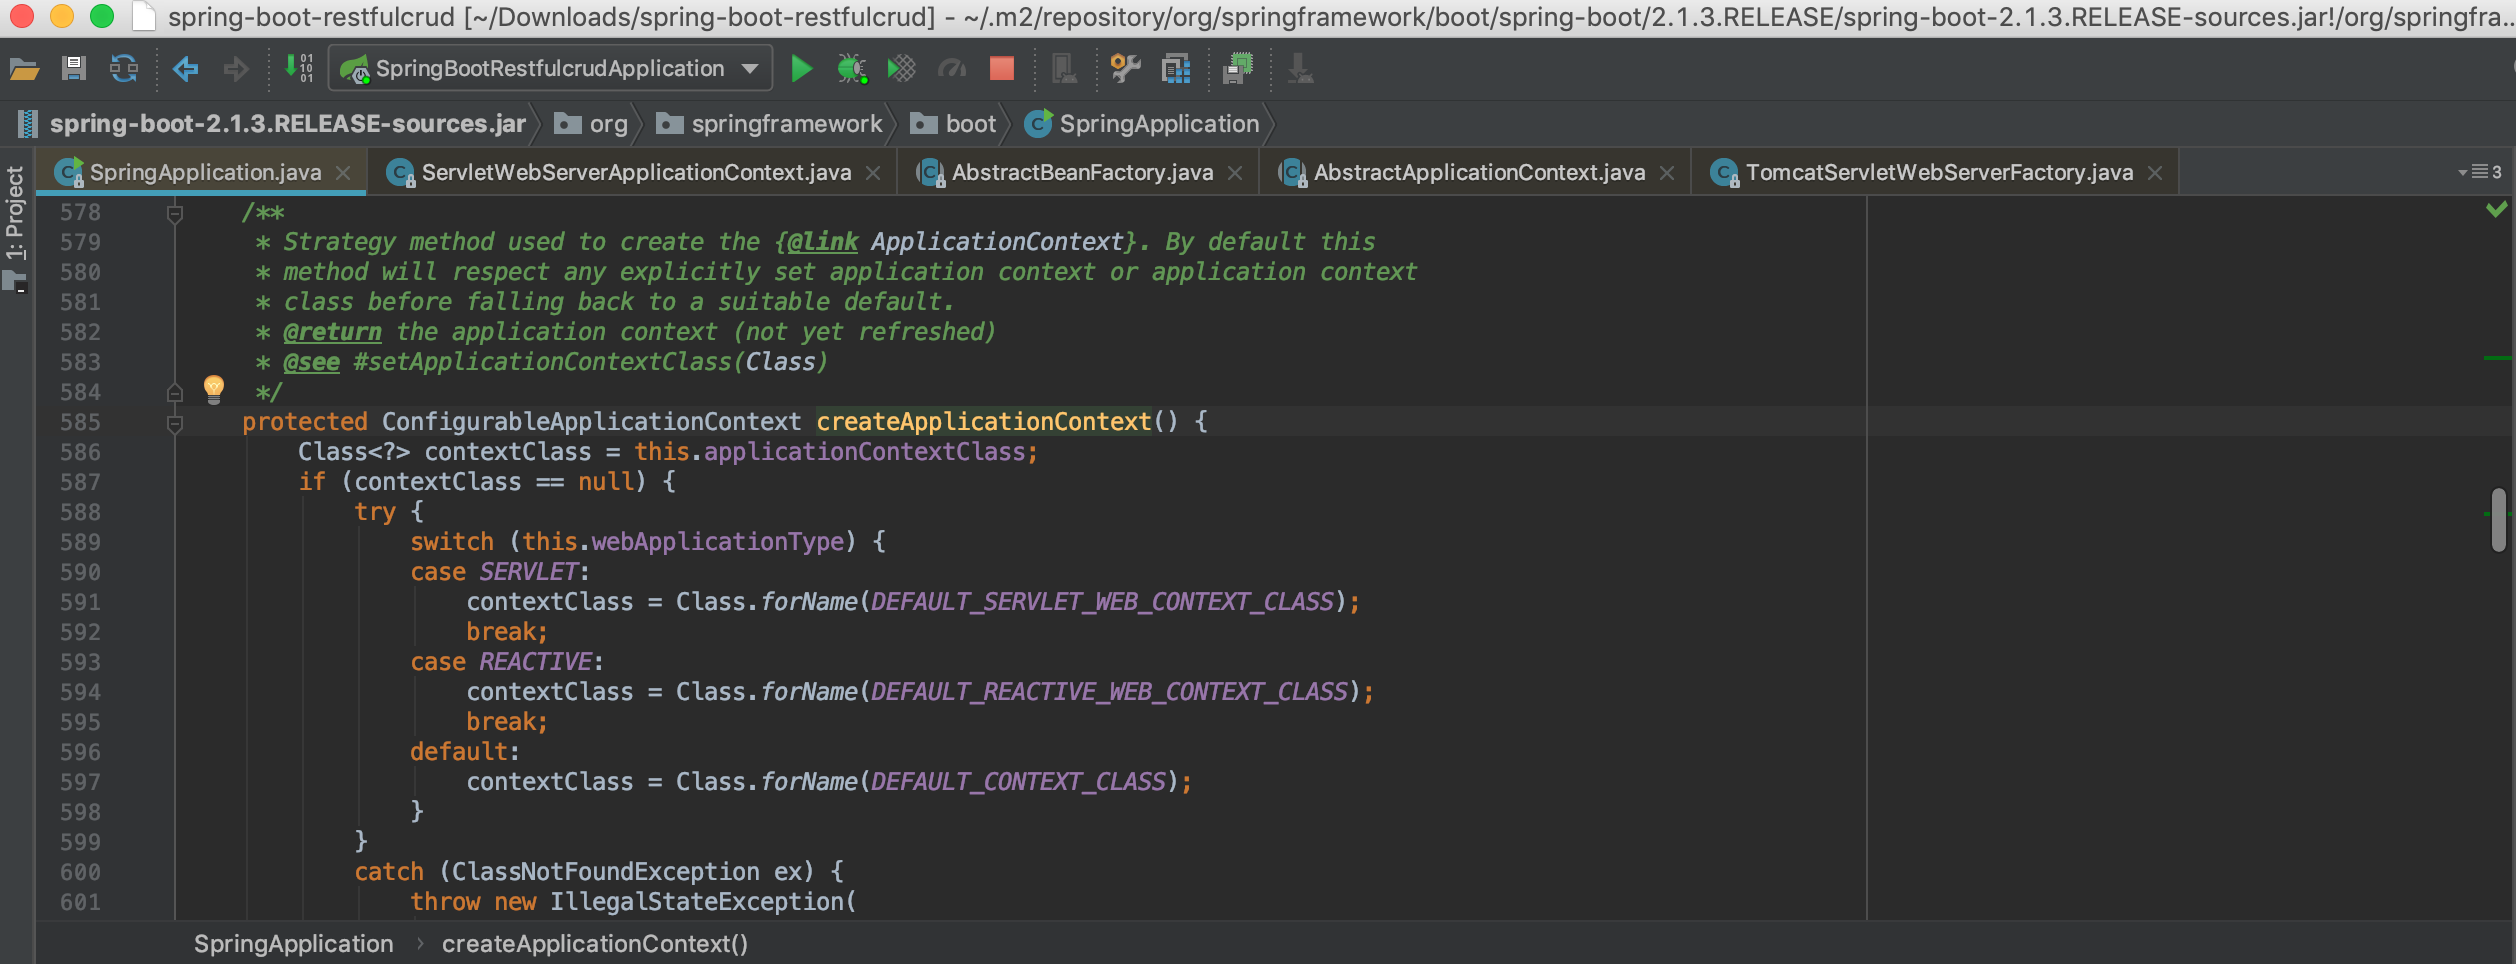 spring-boot-restfulcrud [~/Downloads/spring-boot-restfulcrud] - ~/.m2/repository/org/springframework/boot/spring-boot/2.1.3.RELEASE/spring-boot-2.1.3.RELEASE-sources.jar!/org/springfra...
SpringBootRestfulcrudApplication
spring-boot-2.1.3.RELEASE-sources.jar org springframework boot SpringApplication
SpringApplication.java ServletWebServerApplicationContext.java AbstractBeanFactory.java AbstractApplicationContext.java TomcatServletWebServerFactory.java 3
1: Project
578 /**
579 * Strategy method used to create the {@link ApplicationContext}. By default this
580 * method will respect any explicitly set application context or application context
581 * class before falling back to a suitable default.
582 * @return the application context (not yet refreshed)
583 * @see #setApplicationContextClass(Class)
584 */
585 protected ConfigurableApplicationContext createApplicationContext() {
586 Class<?> contextClass = this.applicationContextClass;
587 if (contextClass == null) {
588 try {
589 switch (this.webApplicationType) {
590 case SERVLET:
591 contextClass = Class.forName(DEFAULT_SERVLET_WEB_CONTEXT_CLASS);
592 break;
593 case REACTIVE:
594 contextClass = Class.forName(DEFAULT_REACTIVE_WEB_CONTEXT_CLASS);
595 break;
596 default:
597 contextClass = Class.forName(DEFAULT_CONTEXT_CLASS);
598 }
599 }
600 catch (ClassNotFoundException ex) {
601 throw new IllegalStateException(
SpringApplication › createApplicationContext()